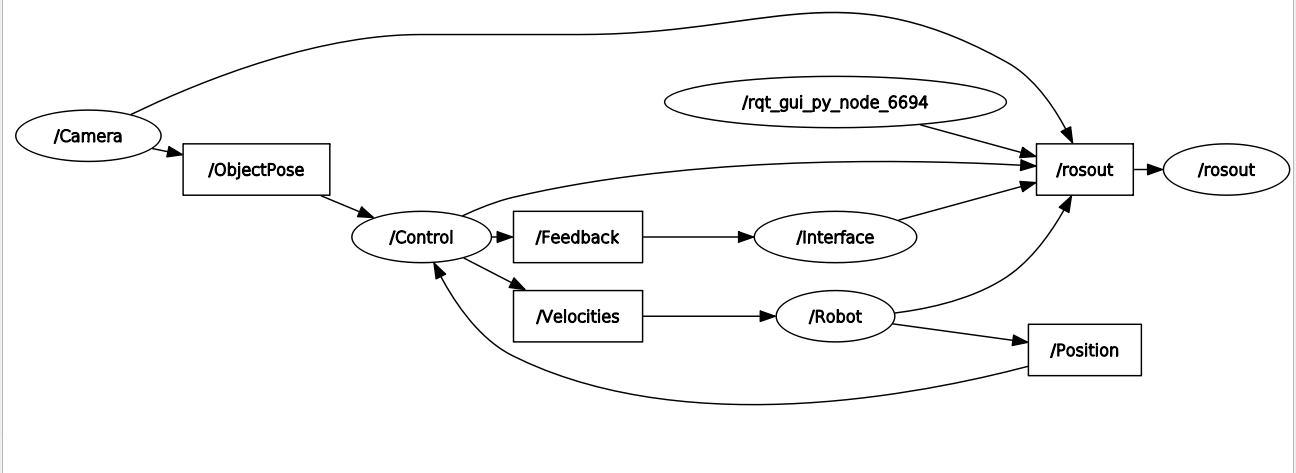 /rqt_gui_py_node_6694
/Camera
/ObjectPose
/rosout
/rosout
/Control
/Feedback
/Interface
/Velocities
/Robot
/Position